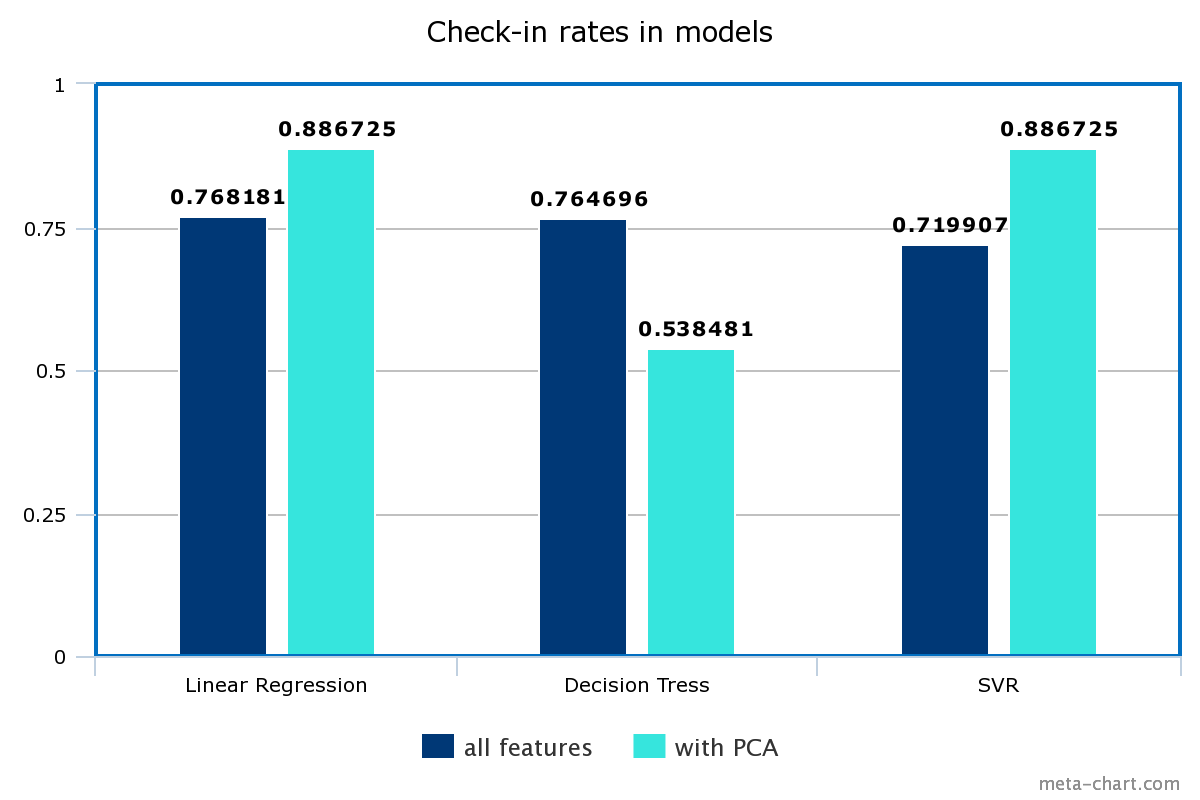 Check-in rates in models
1
0.886725
0.886725
0.768181
0.764696
0.75
0.719907
0.538481
0.5
0.25
0
Linear Regression
Decision Tress
SVR
all features
with PCA
meta-chart.com